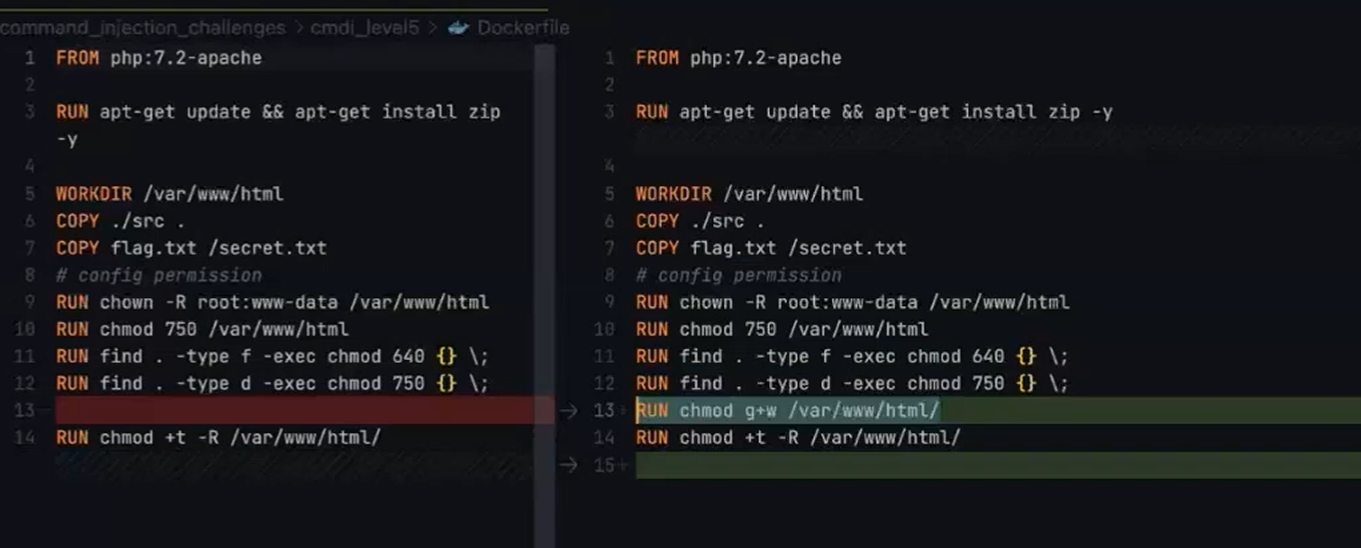 command_injection_challenges > cmdi_level5 > Dockerfile
1 FROM php:7.2-apache
2
3 RUN apt-get update && apt-get install zip
-y
4
5 WORKDIR /var/www/html
6 COPY ./src .
7 COPY flag.txt /secret.txt
8 # config permission
9 RUN chown -R root:www-data /var/www/html
10 RUN chmod 750 /var/www/html
11 RUN find . -type f -exec chmod 640 {} \;
12 RUN find . -type d -exec chmod 750 {} \;
13-
14 RUN chmod +t -R /var/www/html/
1 FROM php:7.2-apache
2
3 RUN apt-get update && apt-get install zip -y
4
5 WORKDIR /var/www/html
6 COPY ./src .
7 COPY flag.txt /secret.txt
8 # config permission
9 RUN chown -R root:www-data /var/www/html
10 RUN chmod 750 /var/www/html
11 RUN find . -type f -exec chmod 640 {} \;
12 RUN find . -type d -exec chmod 750 {} \;
→ 13+ RUN chmod g+w /var/www/html/
14 RUN chmod +t -R /var/www/html/
→ 15+